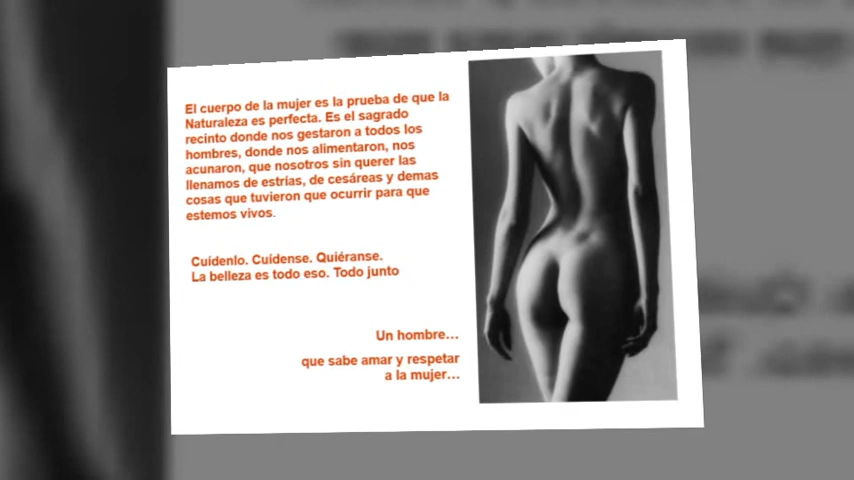 El cuerpo de la mujer es la prueba de que la
Naturaleza es perfecta. Es el sagrado
recinto donde nos gestaron a todos los
hombres, donde nos alimentaron, nos
acunaron, que nosotros sin querer las
llenamos de estrías, de cesáreas y demas
cosas que tuvieron que ocurrir para que
estemos vivos.
Cuídenlo. Cuídense. Quiéranse.
La belleza es todo eso. Todo junto
Un hombre...
que sabe amar y respetar
a la mujer...